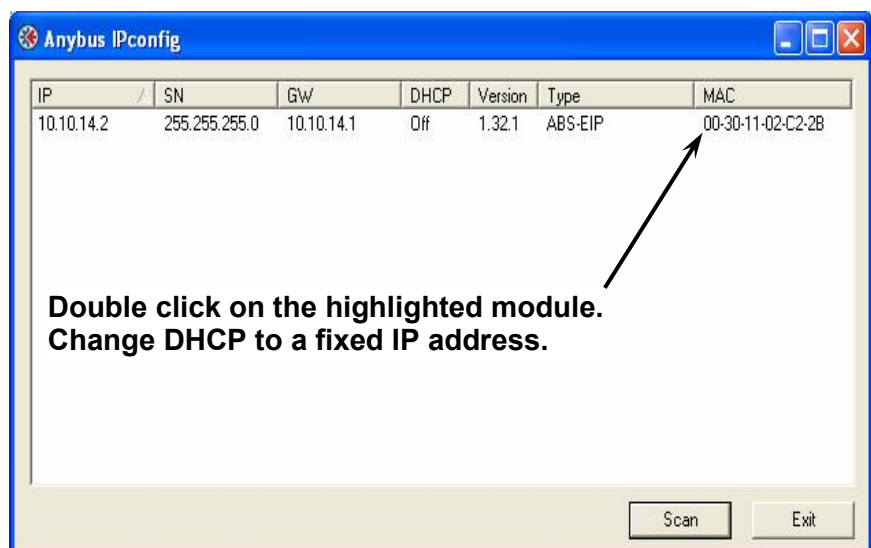 Anybus IPconfig
IP SN GW DHCP Version Type MAC
10.10.14.2 255.255.255.0 10.10.14.1 Off 1.32.1 ABS-EIP 00-30-11-02-C2-2B
Double click on the highlighted module.
Change DHCP to a fixed IP address.
Scan Exit